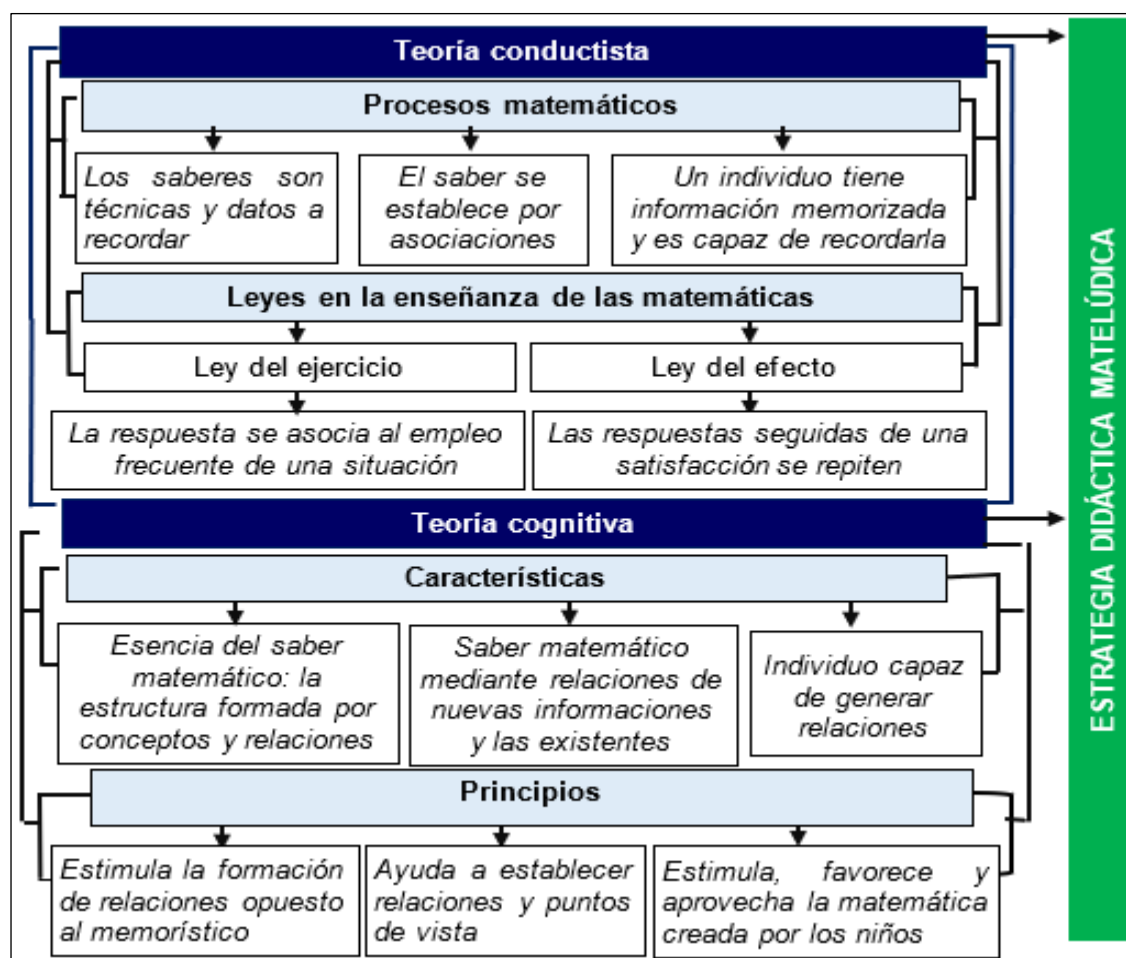 Teoría conductista
Procesos matemáticos
Los saberes son
técnicas y datos a
recordar
El saber se
establece por
asociaciones
Un individuo tiene
información memorizada
y es capaz de recordarla
Leyes en la enseñanza de las matemáticas
Ley del ejercicio
Ley del efecto
La respuesta se asocia al empleo
frecuente de una situación
Las respuestas seguidas de una
satisfacción se repiten
Teoría cognitiva
Características
Esencia del saber
matemático: la
estructura formada por
conceptos y relaciones
Saber matemático
mediante relaciones de
nuevas informaciones
y las existentes
Individuo capaz
de generar
relaciones
Principios
Estimula la formación
de relaciones opuesto
al memorístico
Ayuda a establecer
relaciones y puntos
de vista
Estimula, favorece y
aprovecha la matemática
creada por los niños
ESTRATEGIA DIDÁCTICA MATELÚDICA